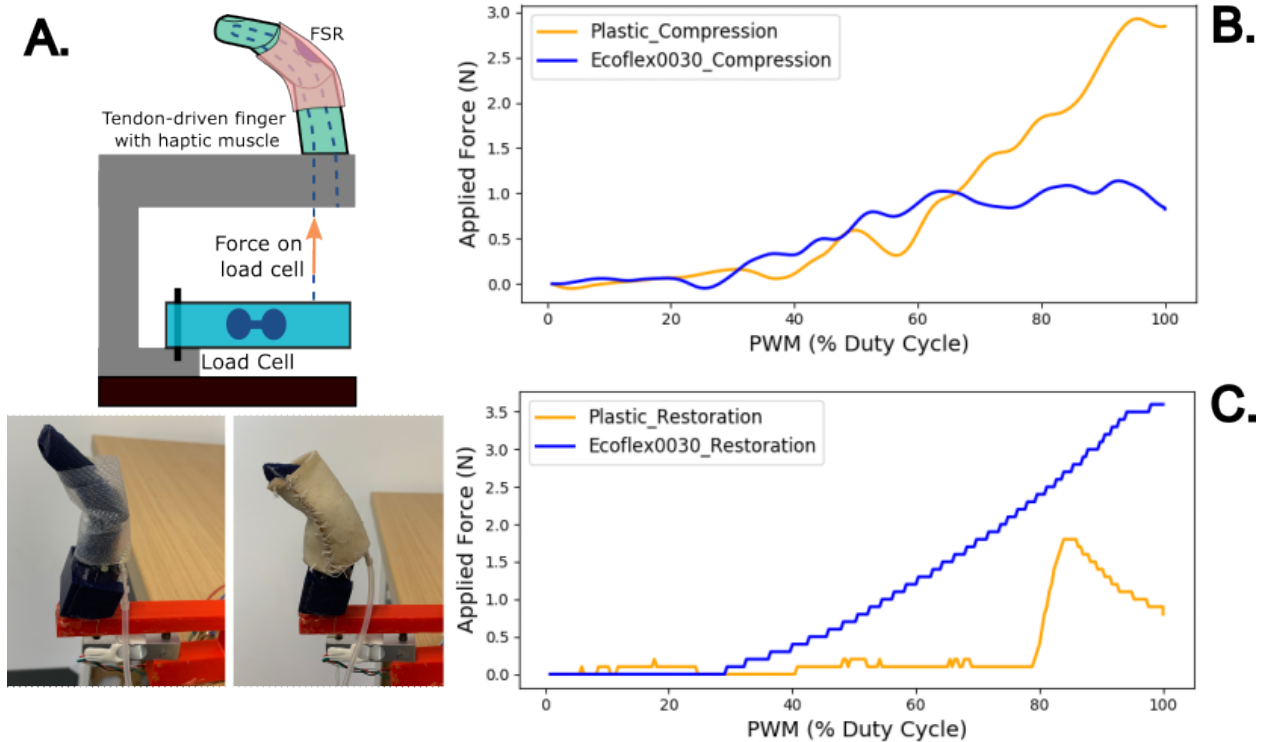 A.
FSR
Tendon-driven finger
with haptic muscle
Force on
load cell
Load Cell
B.
Plastic_Compression
Ecoflex0030_Compression
Applied Force (N)
3.0
2.5
2.0
1.5
1.0
0.5
0.0
0 20 40 60 80 100
PWM (% Duty Cycle)
C.
Plastic_Restoration
Ecoflex0030_Restoration
Applied Force (N)
3.5
3.0
2.5
2.0
1.5
1.0
0.5
0.0
0 20 40 60 80 100
PWM (% Duty Cycle)